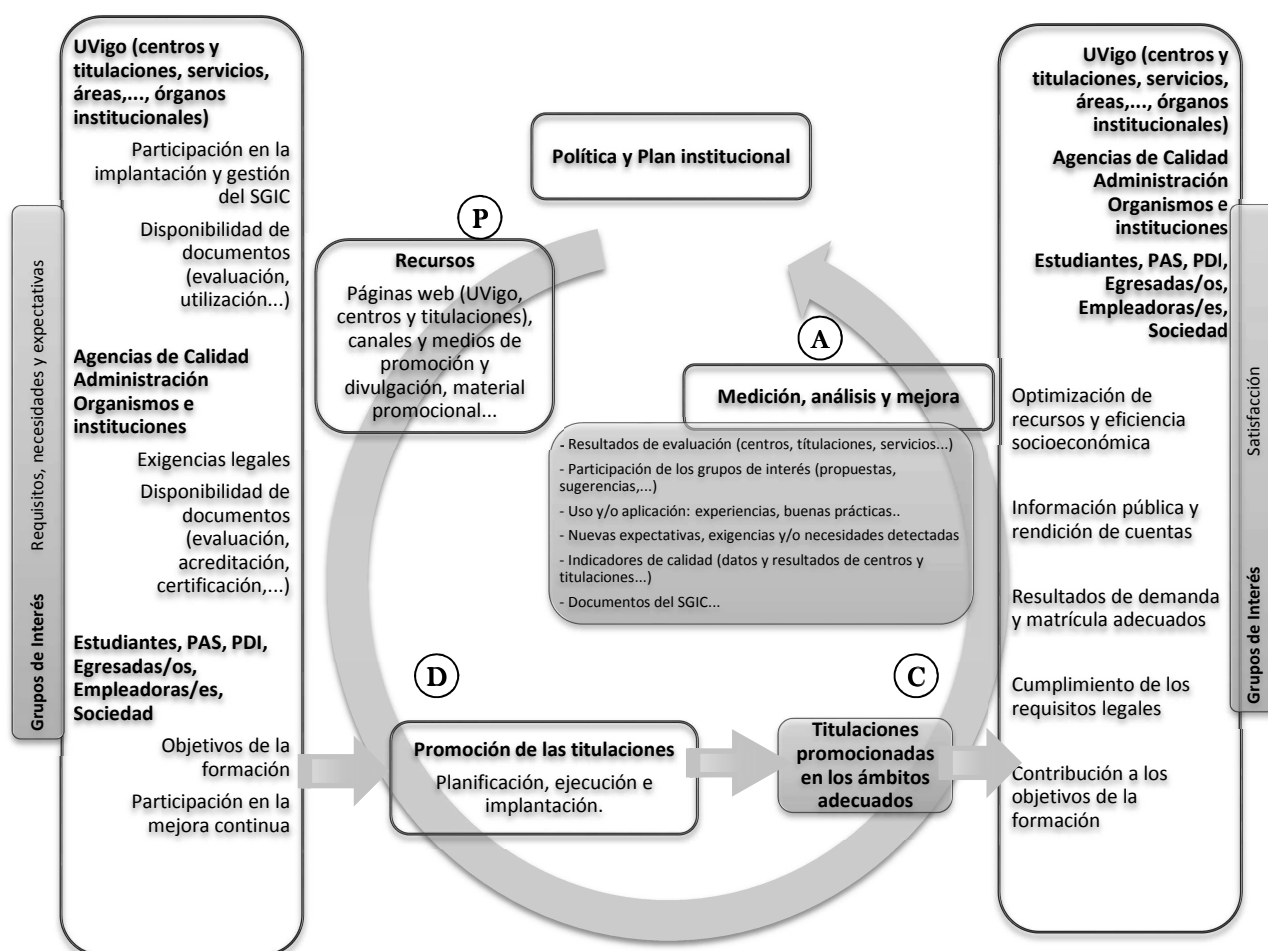 Grupos de Interés Requisitos, necesidades y expectativas
UVigo (centros y
titulaciones, servicios,
áreas,..., órganos
institucionales)
Participación en la
implantación y gestión
del SGIC
Disponibilidad de
documentos
(evaluación,
utilización...)
Agencias de Calidad
Administración
Organismos e
instituciones
Exigencias legales
Disponibilidad de
documentos
(evaluación,
acreditación,
certificación,...)
Estudiantes, PAS, PDI,
Egresadas/os,
Empleadoras/es,
Sociedad
Objetivos de la
formación
Participación en la
mejora continua
Política y Plan institucional
P
Recursos
Páginas web (UVigo,
centros y titulaciones),
canales y medios de
promoción y
divulgación, material
promocional...
A
Medición, análisis y mejora
- Resultados de evaluación (centros, títulaciones, servicios...)
- Participación de los grupos de interés (propuestas,
sugerencias,...)
- Uso y/o aplicación: experiencias, buenas prácticas..
- Nuevas expectativas, exigencias y/o necesidades detectadas
- Indicadores de calidad (datos y resultados de centros y
titulaciones...)
- Documentos del SGIC...
D
Promoción de las titulaciones
Planificación, ejecución e
implantación.
C
Titulaciones
promocionadas
en los ámbitos
adecuados
UVigo (centros y
titulaciones, servicios,
áreas,..., órganos
institucionales)
Agencias de Calidad
Administración
Organismos e
instituciones
Estudiantes, PAS, PDI,
Egresadas/os,
Empleadoras/es,
Sociedad
Optimización de
recursos y eficiencia
socioeconómica
Información pública y
rendición de cuentas
Resultados de demanda
y matrícula adecuados
Cumplimiento de los
requisitos legales
Contribución a los
objetivos de la
formación
Grupos de Interés Satisfacción